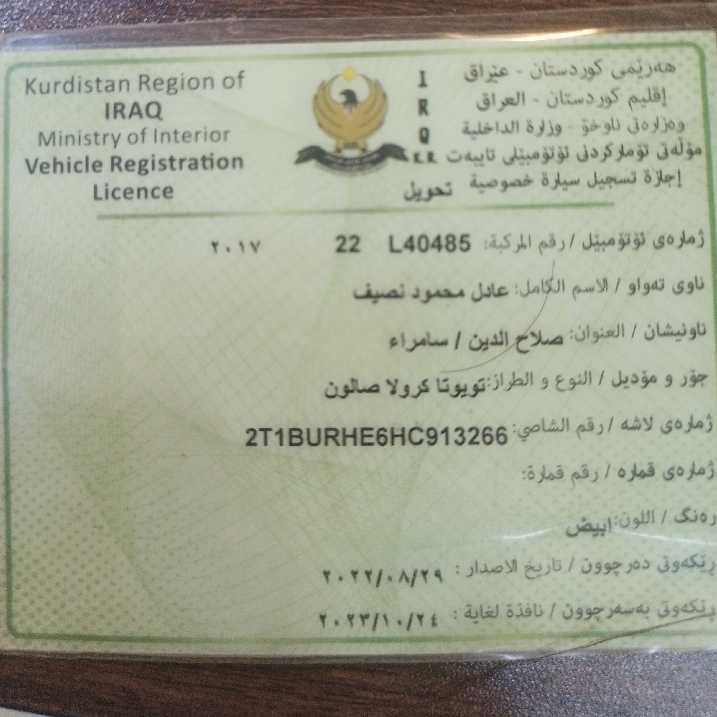 Kurdistan Region of
IRAQ
Ministry of Interior
Vehicle Registration
Licence
I
R
Q
K.R.
هەرێمی کوردستان - عێراق
إقليم كوردستان - العراق
وەزارەتی ناوخۆ - وزارة الداخلية
مۆڵەتی تۆمارکردنی ئۆتۆمبێلی تایبەت
إجازة تسجيل سيارة خصوصية تحويل
ژمارەی ئۆتۆمبێل / رقم المركبة: L40485 22 ٢٠١٧
ناوی تەواو / الاسم الكامل: عادل محمود نصيف
ناونیشان / العنوان: صلاح الدين / سامراء
جۆر و مۆدیل / النوع و الطراز: تويوتا كرولا صالون
ژمارەی لاشە / رقم الشاصي: 2T1BURHE6HC913266
ژمارەی قمارە / رقم قمارة:
رەنگ / اللون: ابيض
ڕێکەوتی دەرچوون / تاريخ الاصدار : ٢٠٢٢/٠٨/٢٩
ڕێکەوتی بەسەرچوون / نافذة لغاية : ٢٠٢٣/١٠/٢٤